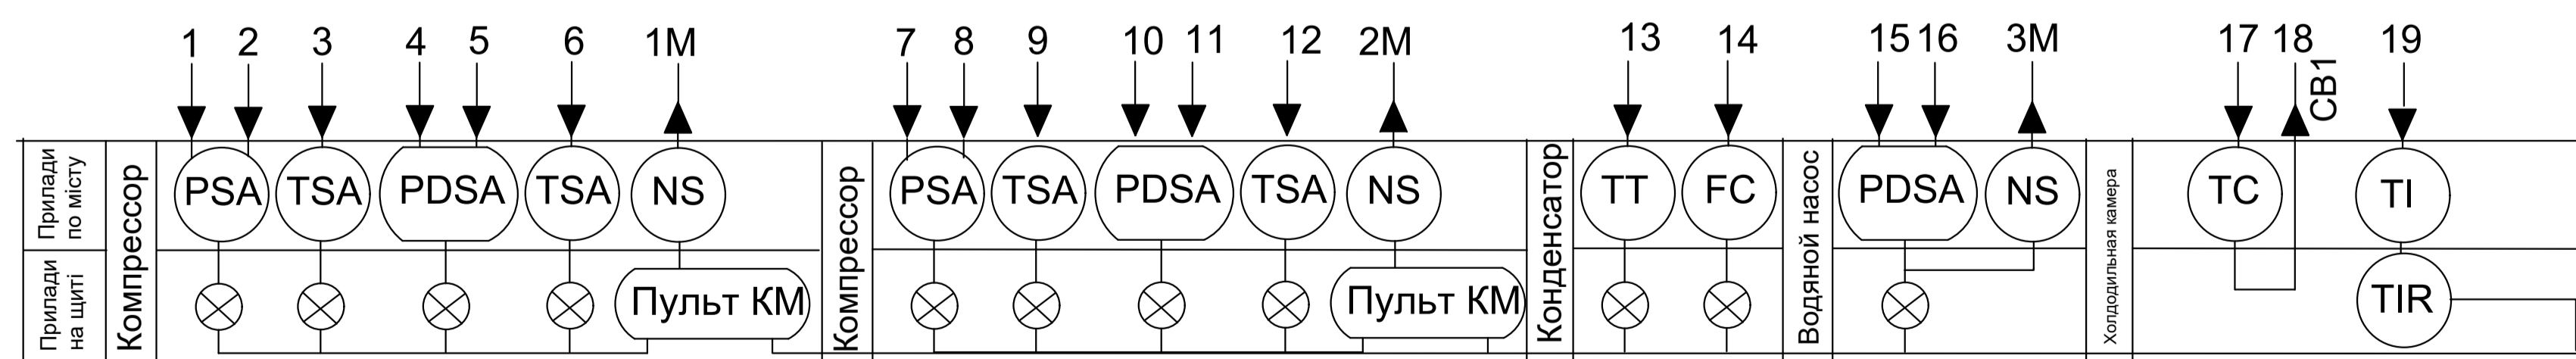 1 2 3 4 5 6 1М 7 8 9 10 11 12 2М 13 14 15 16 3М 17 18 19
СВ1
Прилади
по місту
Компрессор
PSA TSA PDSA TSA NS
Компрессор
PSA TSA PDSA TSA NS
Конденсатор
TT FC
Водяной насос
PDSA NS
Холдодильная камера
TC TI
Прилади
на щиті
Пульт КМ
Пульт КМ
TIR